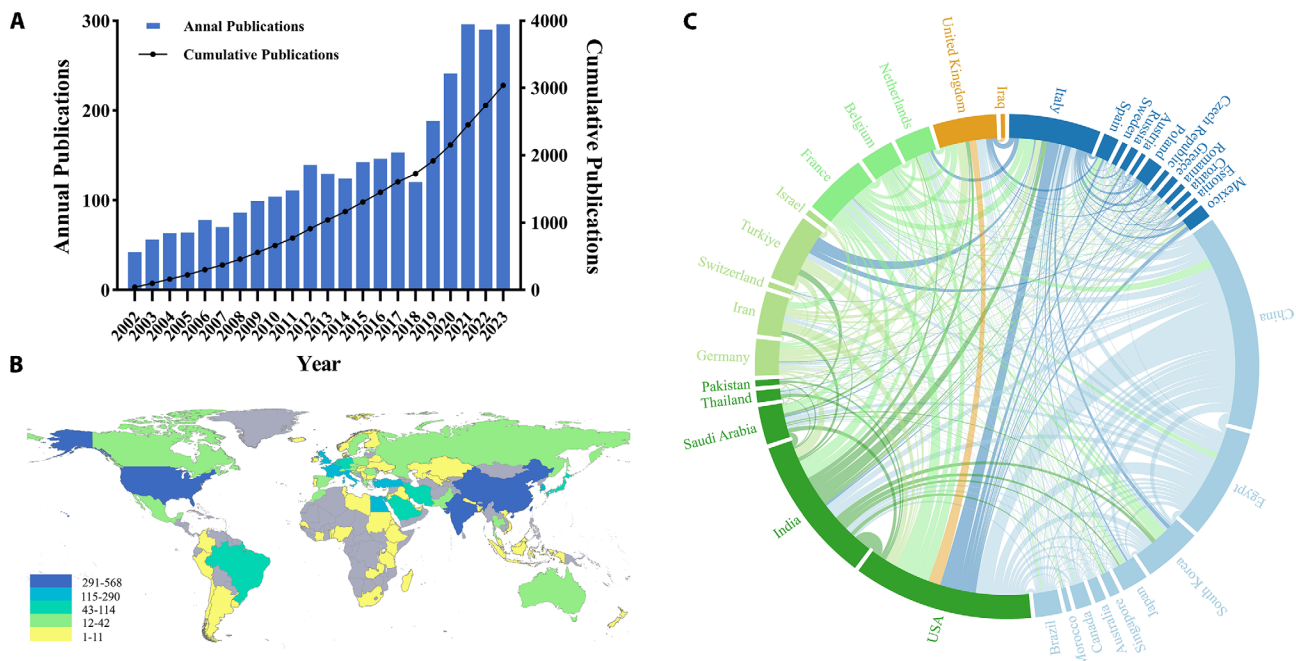 A
300
200
100
0
Annal Publications
Cumulative Publications
4000
3000
2000
1000
0
Annual Publications
Cumulative Publications
2002
2003
2004
2005
2006
2007
2008
2009
2010
2011
2012
2013
2014
2015
2016
2017
2018
2019
2020
2021
2022
2023
Year
B
291-568
115-290
43-114
12-42
1-11
C
United Kingdom
Iraq
Italy
Spain
Sweden
Russia
Austria
Poland
Czech Republic
Greece
Romania
Croatia
Estonia
Mexico
China
Egypt
South Korea
Japan
Singapore
Australia
Canada
Morocco
Brazil
USA
India
Saudi Arabia
Thailand
Pakistan
Germany
Iran
Switzerland
Turkiye
Israel
France
Belgium
Netherlands